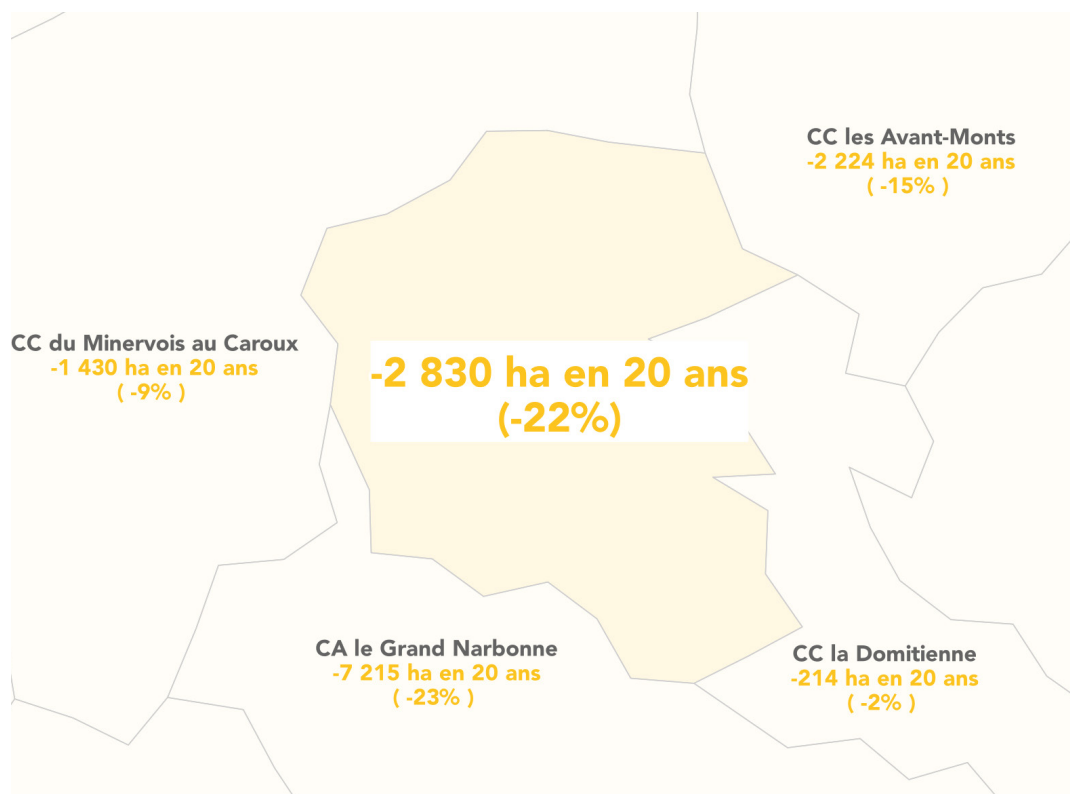 CC les Avant-Monts
-2 224 ha en 20 ans
( -15% )
CC du Minervois au Caroux
-1 430 ha en 20 ans
( -9% )
-2 830 ha en 20 ans
(-22%)
CA le Grand Narbonne
-7 215 ha en 20 ans
( -23% )
CC la Domitienne
-214 ha en 20 ans
( -2% )